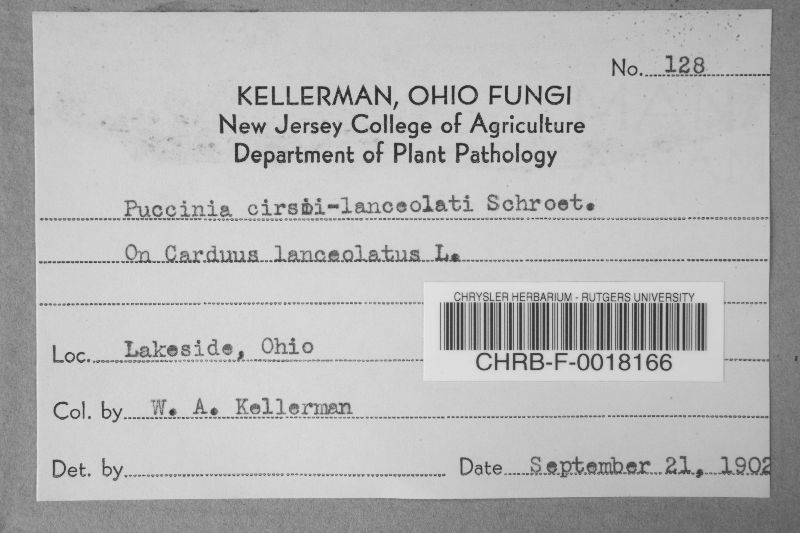 No. 128
KELLERMAN, OHIO FUNGI
New Jersey College of Agriculture
Department of Plant Pathology
Puccinia cirsii-lanceolati Schroet.
On Carduus lanceolatus L.
CHRYSLER HERBARIUM - RUTGERS UNIVERSITY
CHRB-F-0018166
Loc. Lakeside, Ohio
Col. by W. A. Kellerman
Det. by
Date September 21, 1902